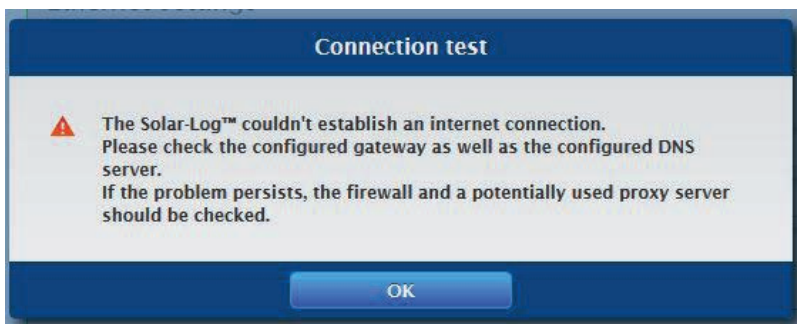 Connection test
The Solar-Log™ couldn't establish an internet connection.
Please check the configured gateway as well as the configured DNS
server.
If the problem persists, the firewall and a potentially used proxy server
should be checked.
OK